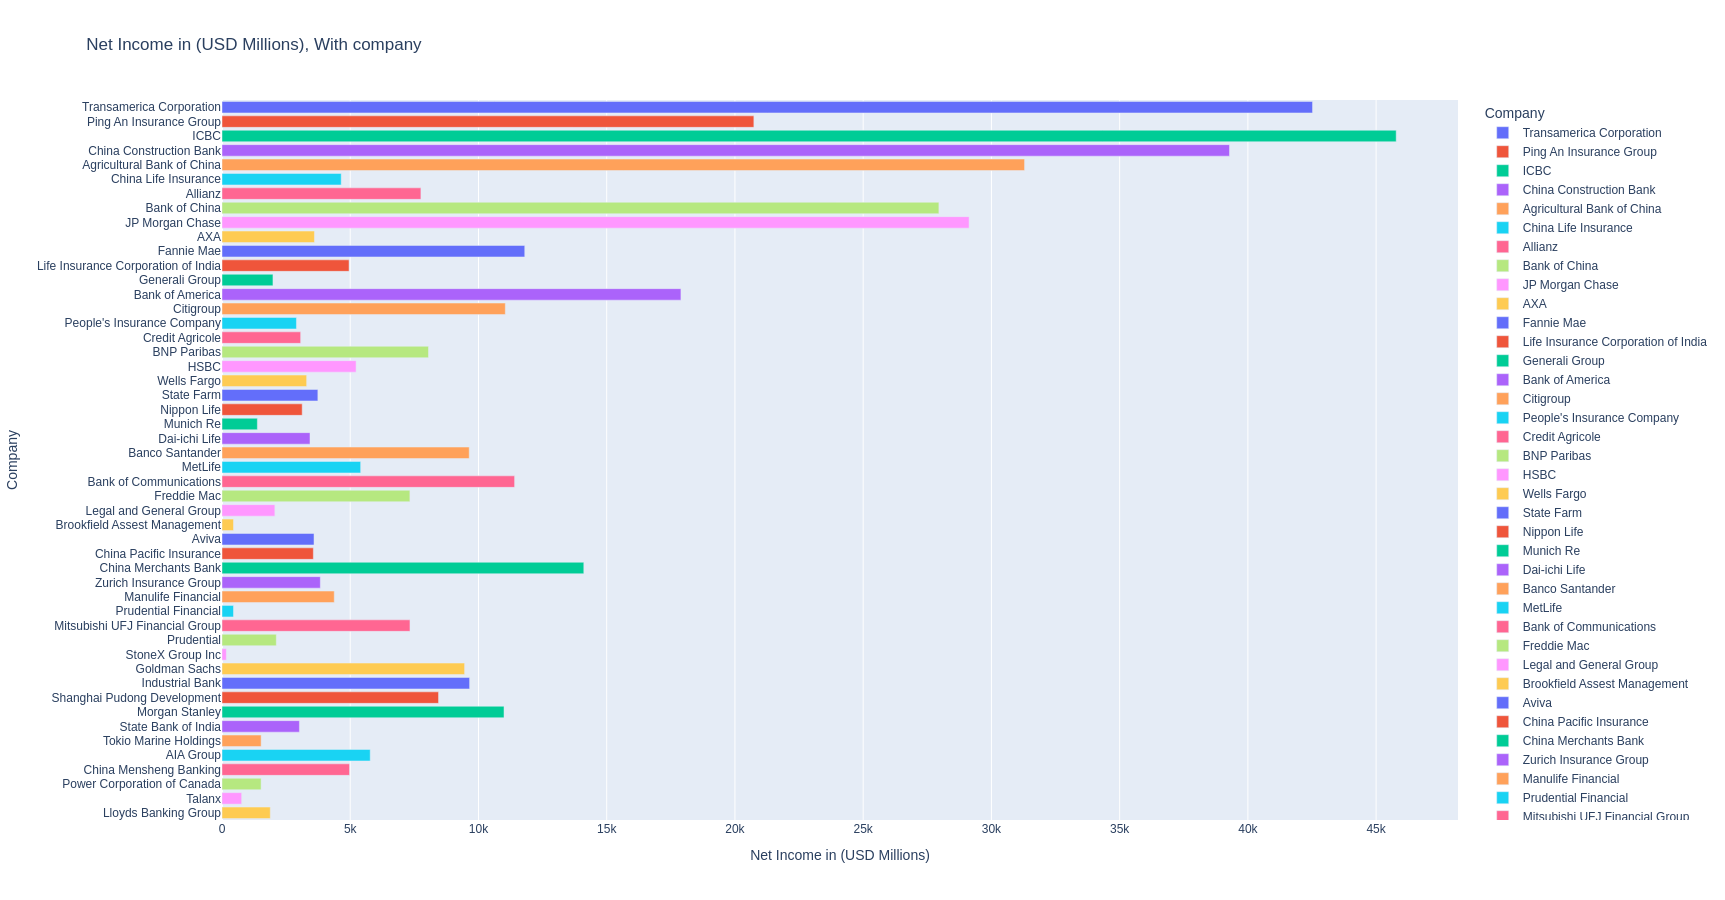 Net Income in (USD Millions), With company
Transamerica Corporation
Ping An Insurance Group
ICBC
China Construction Bank
Agricultural Bank of China
China Life Insurance
Allianz
Bank of China
JP Morgan Chase
AXA
Fannie Mae
Life Insurance Corporation of India
Generali Group
Bank of America
Citigroup
People's Insurance Company
Credit Agricole
BNP Paribas
HSBC
Wells Fargo
State Farm
Nippon Life
Munich Re
Dai-ichi Life
Banco Santander
MetLife
Bank of Communications
Freddie Mac
Legal and General Group
Brookfield Assest Management
Aviva
China Pacific Insurance
China Merchants Bank
Zurich Insurance Group
Manulife Financial
Prudential Financial
Mitsubishi UFJ Financial Group
Prudential
StoneX Group Inc
Goldman Sachs
Industrial Bank
Shanghai Pudong Development
Morgan Stanley
State Bank of India
Tokio Marine Holdings
AIA Group
China Mensheng Banking
Power Corporation of Canada
Talanx
Lloyds Banking Group
Company
0 5k 10k 15k 20k 25k 30k 35k 40k 45k
Net Income in (USD Millions)
Company
Transamerica Corporation
Ping An Insurance Group
ICBC
China Construction Bank
Agricultural Bank of China
China Life Insurance
Allianz
Bank of China
JP Morgan Chase
AXA
Fannie Mae
Life Insurance Corporation of India
Generali Group
Bank of America
Citigroup
People's Insurance Company
Credit Agricole
BNP Paribas
HSBC
Wells Fargo
State Farm
Nippon Life
Munich Re
Dai-ichi Life
Banco Santander
MetLife
Bank of Communications
Freddie Mac
Legal and General Group
Brookfield Assest Management
Aviva
China Pacific Insurance
China Merchants Bank
Zurich Insurance Group
Manulife Financial
Prudential Financial
Mitsubishi UFJ Financial Group